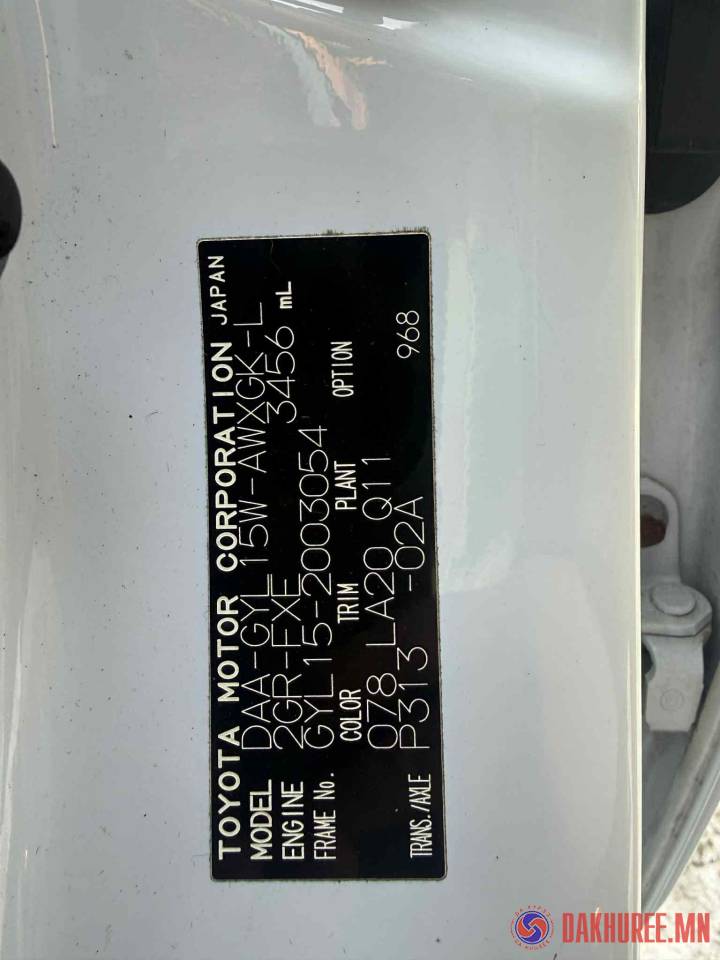 TOYOTA MOTOR CORPORATION JAPAN
MODEL DAA-GYL15W-AWXGK-L
ENGINE 2GR-FXE 3456 mL
FRAME No. GYL15-2003054
COLOR TRIM PLANT OPTION
078 LA20 Q11
TRANS./AXLE P313 -02A 968
DAKHUREE.MN